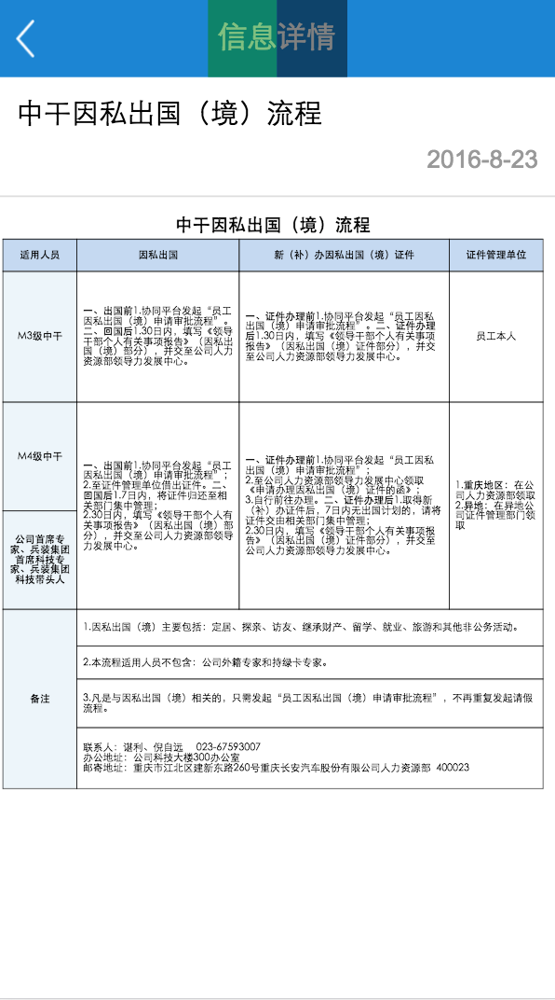 信息详情
中干因私出国（境）流程
2016-8-23
中干因私出国（境）流程
适用人员
因私出国
新（补）办因私出国（境）证件
证件管理单位
M3级中干
一、出国前1.协同平台发起“员工
因私出国（境）申请审批流程”。
二、回国后1.30日内，填写《领导
干部个人有关事项报告》（因私出
国（境）部分），并交至公司人力
资源部领导力发展中心。
一、证件办理前1.协同平台发起“员工因私
出国（境）申请审批流程”。二、证件办理
后1.30日内，填写《领导干部个人有关事项
报告》（因私出国（境）证件部分），并交
至公司人力资源部领导力发展中心。
员工本人
M4级中干
一、出国前1.协同平台发起“员工
因私出国（境）申请审批流程”；
2.至证件管理单位借出证件。二、
回国后1.7日内，将证件归还至相
关部门集中管理；
2.30日内，填写《领导干部个人有
关事项报告》（因私出国（境）部
分），并交至公司人力资源部领导
力发展中心。
一、证件办理前1.协同平台发起“员工因私
出国（境）申请审批流程”；
2.至公司人力资源部领导力发展中心领取
《申请办理因私出国（境）证件的函》；
3.自行前往办理。二、证件办理后1.取得新
（补）办证件后，7日内无出国计划的，请将
证件交由相关部门集中管理；
2.30日内，填写《领导干部个人有关事项报
告》（因私出国（境）证件部分），并交至
公司人力资源部领导力发展中心。
1.重庆地区：在公
司人力资源部领取
2.异地：在异地公
司证件管理部门领
取
公司首席专
家、兵装集团
首席科技专
家、兵装集团
科技带头人
备注
1.因私出国（境）主要包括：定居、探亲、访友、继承财产、留学、就业、旅游和其他非公务活动。
2.本流程适用人员不包含：公司外籍专家和持绿卡专家。
3.凡是与因私出国（境）相关的，只需发起“员工因私出国（境）申请审批流程”，不再重复发起请假
流程。
联系人：谌利、倪自远 023-67593007
办公地址：公司科技大楼300办公室
邮寄地址：重庆市江北区建新东路260号重庆长安汽车股份有限公司人力资源部 400023